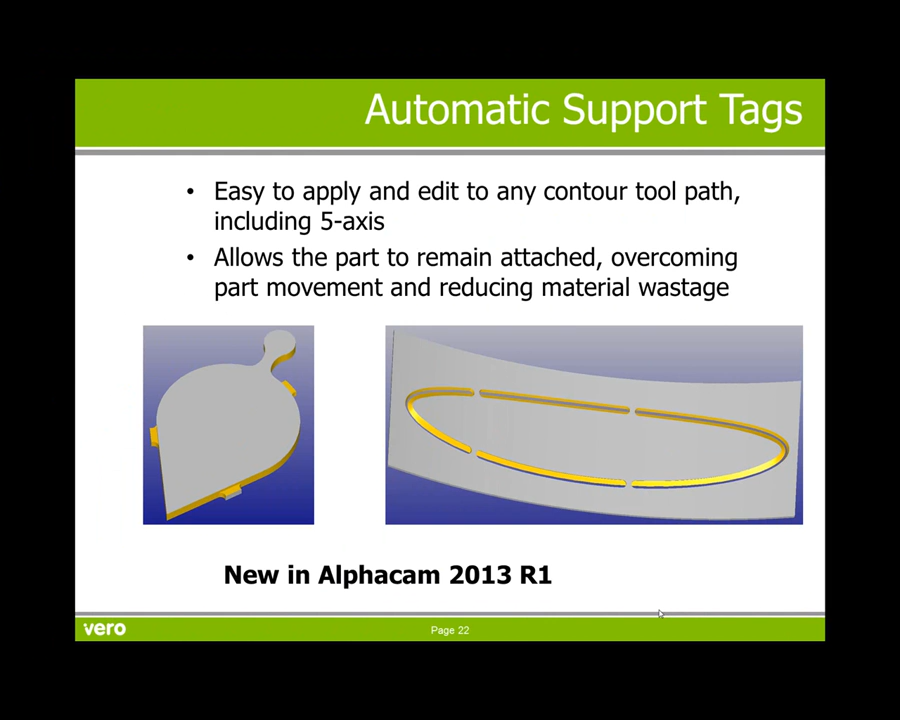 Automatic Support Tags
• Easy to apply and edit to any contour tool path,
including 5-axis
• Allows the part to remain attached, overcoming
part movement and reducing material wastage
New in Alphacam 2013 R1
vero
Page 22